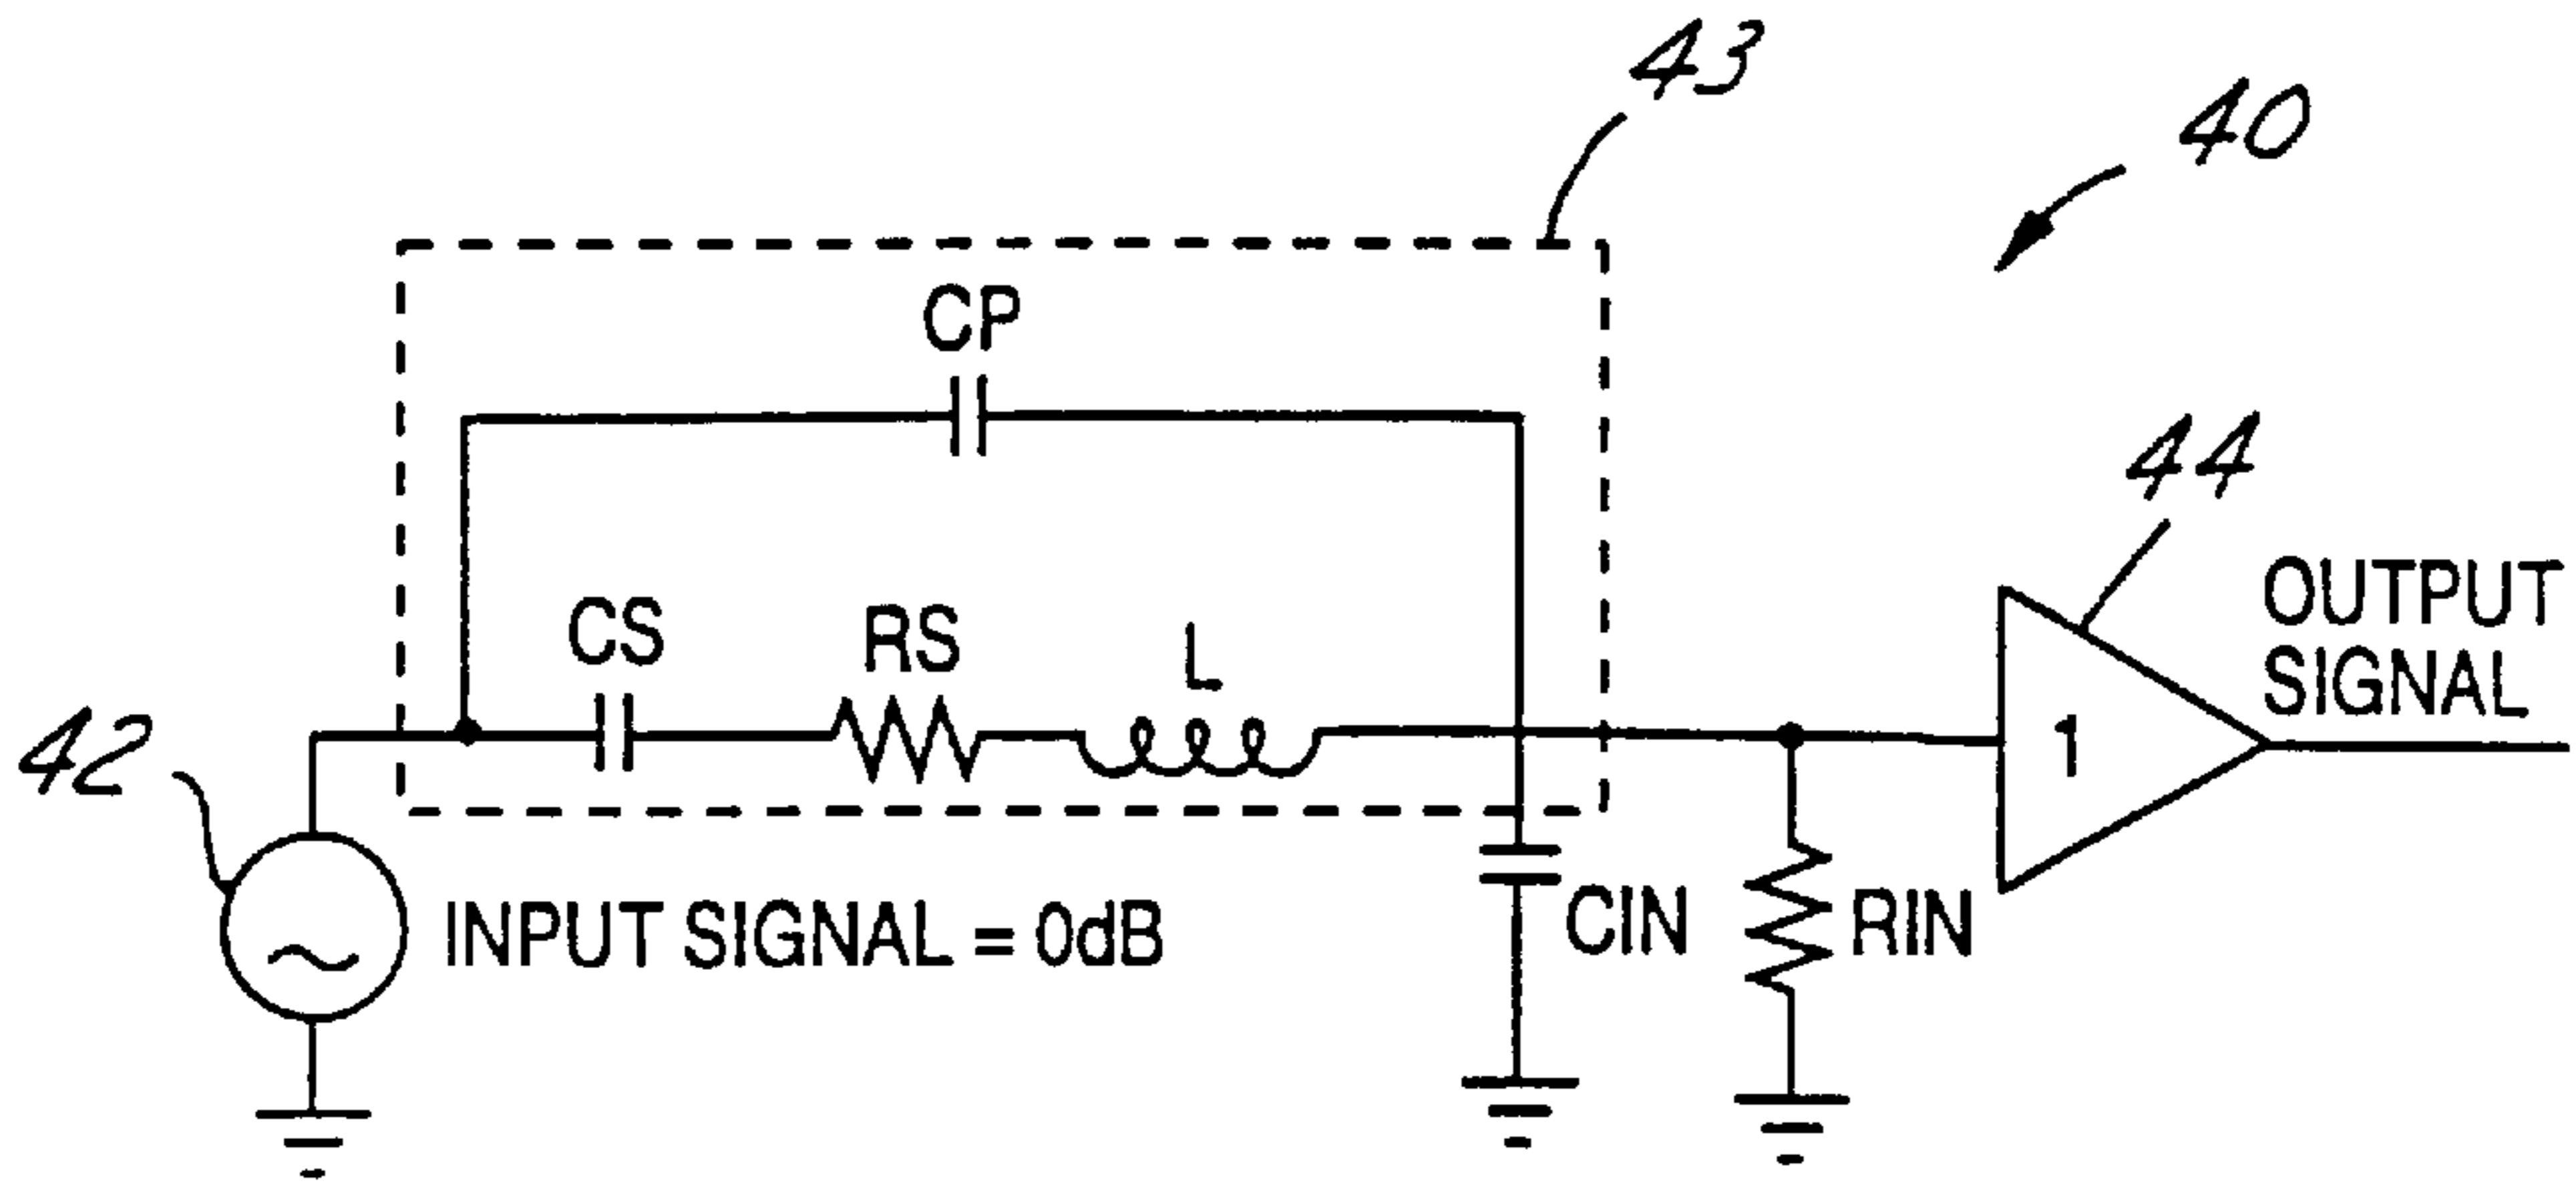 43
40
CP
44
CS
RS
L
OUTPUT
SIGNAL
42
1
INPUT SIGNAL = 0dB
CIN
RIN